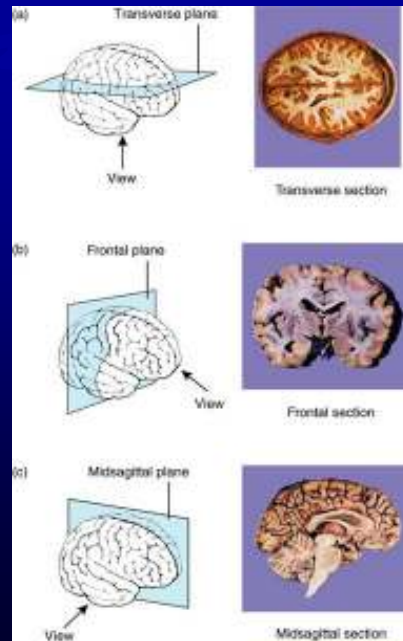 (a)
Transverse plane
View
Transverse section
(b)
Frontal plane
View
Frontal section
(c)
Midsagittal plane
View
Midsagittal section